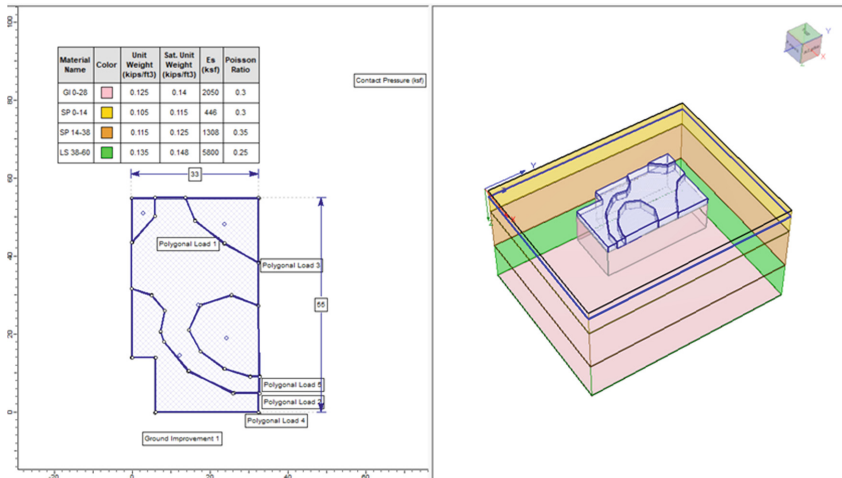 100
80
60
40
20
0
-20
0
20
40
60
Material Name Color Unit Weight (kips/ft3) Sat. Unit Weight (kips/ft3) Es (ksf) Poisson Ratio
GI 0-28 0.125 0.14 2050 0.3
SP 0-14 0.105 0.115 446 0.3
SP 14-38 0.115 0.125 1308 0.35
LS 38-60 0.135 0.148 5800 0.25
Contact Pressure (ksf)
33
Polygonal Load 1
Polygonal Load 3
55
Polygonal Load 5
Polygonal Load 2
Polygonal Load 4
Ground Improvement 1
Y
X
Y
X